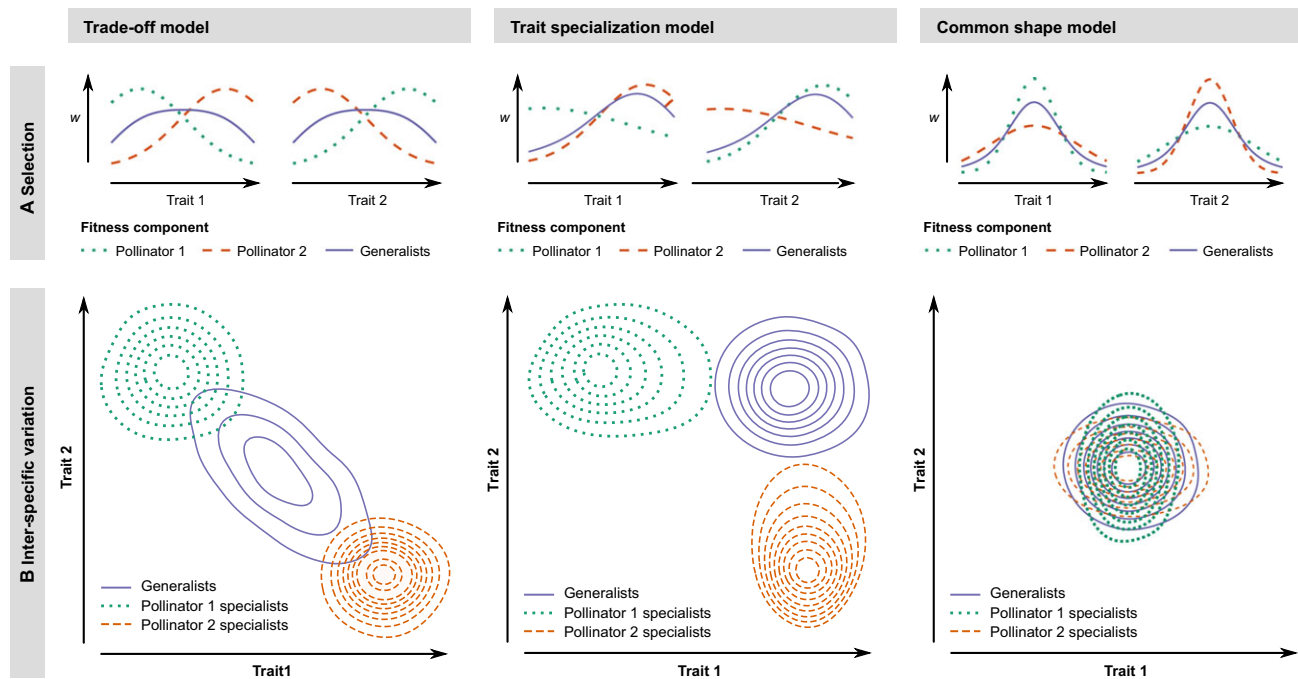 Trade-off model
Trait specialization model
Common shape model
A Selection
w
Trait 1
Trait 2
w
Trait 1
Trait 2
w
Trait 1
Trait 2
Fitness component
Pollinator 1 Pollinator 2 Generalists
Fitness component
Pollinator 1 Pollinator 2 Generalists
Fitness component
Pollinator 1 Pollinator 2 Generalists
B Inter-specific variation
Trait 2
Generalists
Pollinator 1 specialists
Pollinator 2 specialists
Trait1
Trait 2
Generalists
Pollinator 1 specialists
Pollinator 2 specialists
Trait 1
Trait 2
Generalists
Pollinator 1 specialists
Pollinator 2 specialists
Trait 1